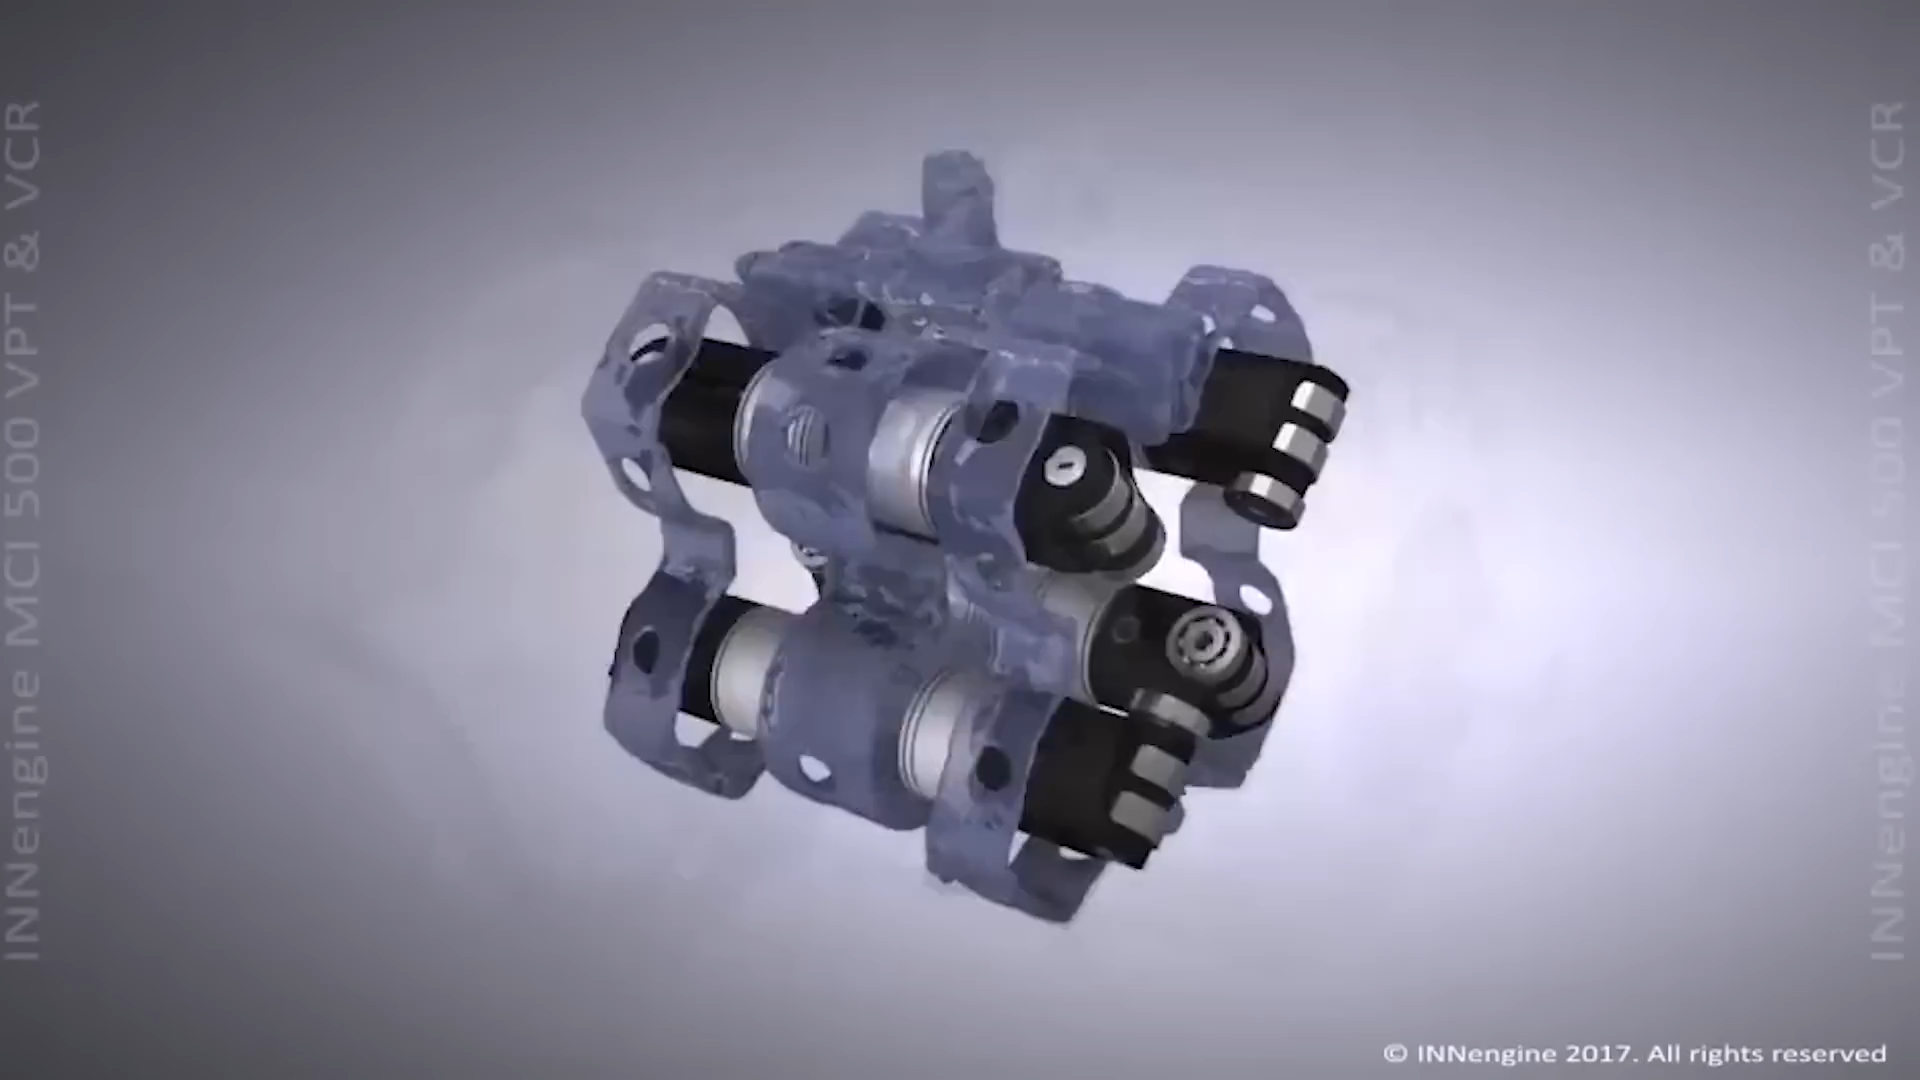 INNengine MCI 500 VPT & VCR
INNengine MCI 500 VPT & VCR
© INNengine 2017. All rights reserved